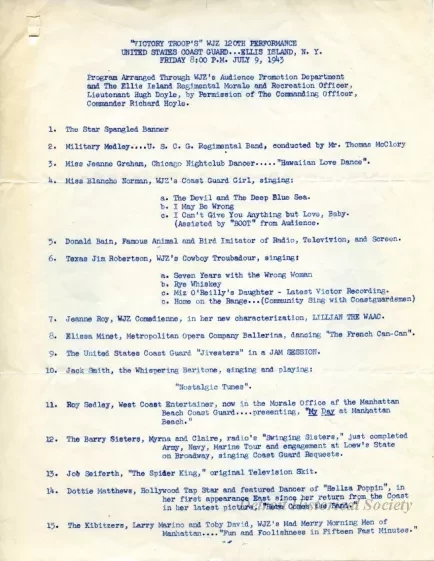 "VICTORY TROOP'S" WJZ 120TH PERFORMANCE
UNITED STATES COAST GUARD...ELLIS ISLAND, N. Y.
FRIDAY 8:00 P.M. JULY 9, 1943
Program Arranged Through WJZ's Audience Promotion Department
and The Ellis Island Regimental Morale and Recreation Officer,
Lieutenant Hugh Doyle, by Permission of The Commanding Officer,
Commander Richard Hoyle.
1. The Star Spangled Banner
2. Military Medley....U. S. C. G. Regimental Band, conducted by Mr. Thomas McClory
3. Miss Jeanne Graham, Chicago Nightclub Dancer....."Hawaiian Love Dance".
4. Miss Blanche Norman, WJZ's Coast Guard Girl, singing:
a. The Devil and The Deep Blue Sea.
b. I May Be Wrong
c. I Can't Give You Anything but Love, Baby.
(Assisted by "BOOT" from Audience.
5. Donald Bain, Famous Animal and Bird Imitator of Radio, Televivion, and Screen.
6. Texas Jim Robertson, WJZ's Cowboy Troubadour, singing:
a. Seven Years with the Wrong Woman
b. Rye Whiskey
c. Miz O'Reilly's Daughter - Latest Victor Recording.
c. Home on the Range...(Community Sing with Coastguardsmen)
7. Jeanne Roy, WJZ Comedienne, in her new characterization, LILLIAN THE WAAC.
8. Elissa Minet, Metropolitan Opera Company Ballerina, dancing "The French Can-Can".
9. The United States Coast Guard "Jivesters" in a JAM SESSION.
10. Jack Smith, the Whispering Baritone, singing and playing:
"Nostalgic Tunes".
11. Roy Sedley, West Coast Entertainer, now in the Morale Office of the Manhattan
Beach Coast Guard....presenting, "My Day at Manhattan
Beach."
12. The Barry Sisters, Myrna and Claire, radio's "Swinging Sisters," just completed
Army, Navy, Marine Tour and engagement at Loew's State
on Broadway, singing Coast Guard Requests.
13. Joe Seiferth, "The Spider King," original Television Skit.
14. Dottie Matthews, Hollywood Tap Star and featured Dancer of "Hellza Poppin", in
her first appearance East since her return from the Coast
in her latest picture, "Here Comes the Band."
Society
15. The Kibitzers, Larry Marino and Toby David, WJZ's Mad Merry Morning Men of
Manhattan...."Fun and Foolishness in Fifteen Fast Minutes."